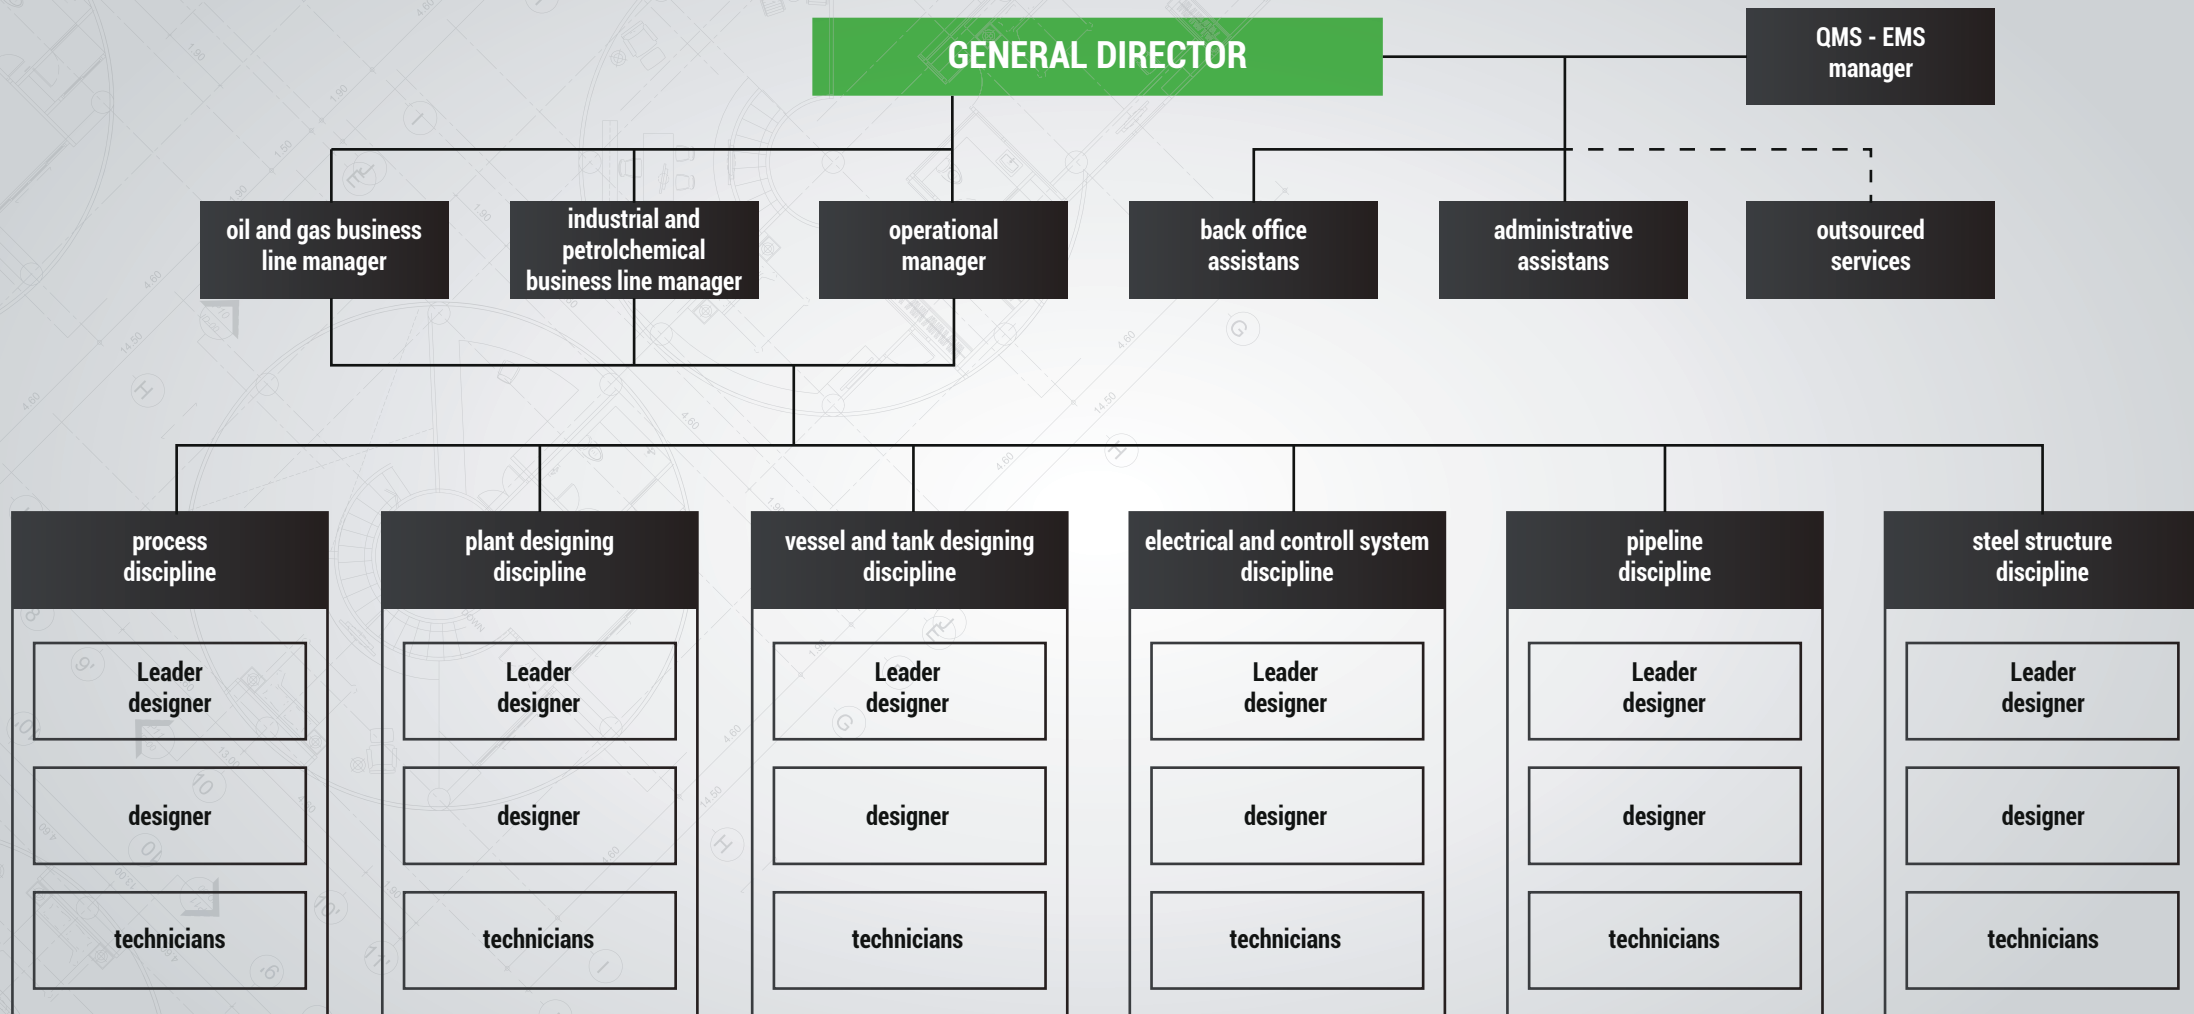 GENERAL DIRECTOR
QMS - EMS
manager
oil and gas business
line manager
industrial and
petrolchemical
business line manager
operational
manager
back office
assistans
administrative
assistans
outsourced
services
process
discipline
plant designing
discipline
vessel and tank designing
discipline
electrical and controll system
discipline
pipeline
discipline
steel structure
discipline
Leader
designer
Leader
designer
Leader
designer
Leader
designer
Leader
designer
Leader
designer
designer
designer
designer
designer
designer
designer
technicians
technicians
technicians
technicians
technicians
technicians